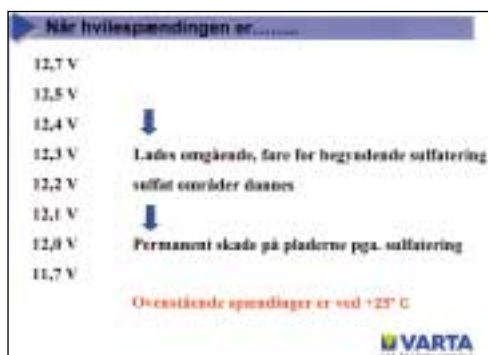 Når hvilespændingen er........
12,7 V
12,5 V
12,4 V
12,3 V Lades omgående, fare for begyndende sulfatering
12,2 V sulfat områder dannes
12,1 V
12,0 V Permanent skade på pladerne pga. sulfatering
11,7 V
Ovenstående spændinger er ved +25° C
VARTA